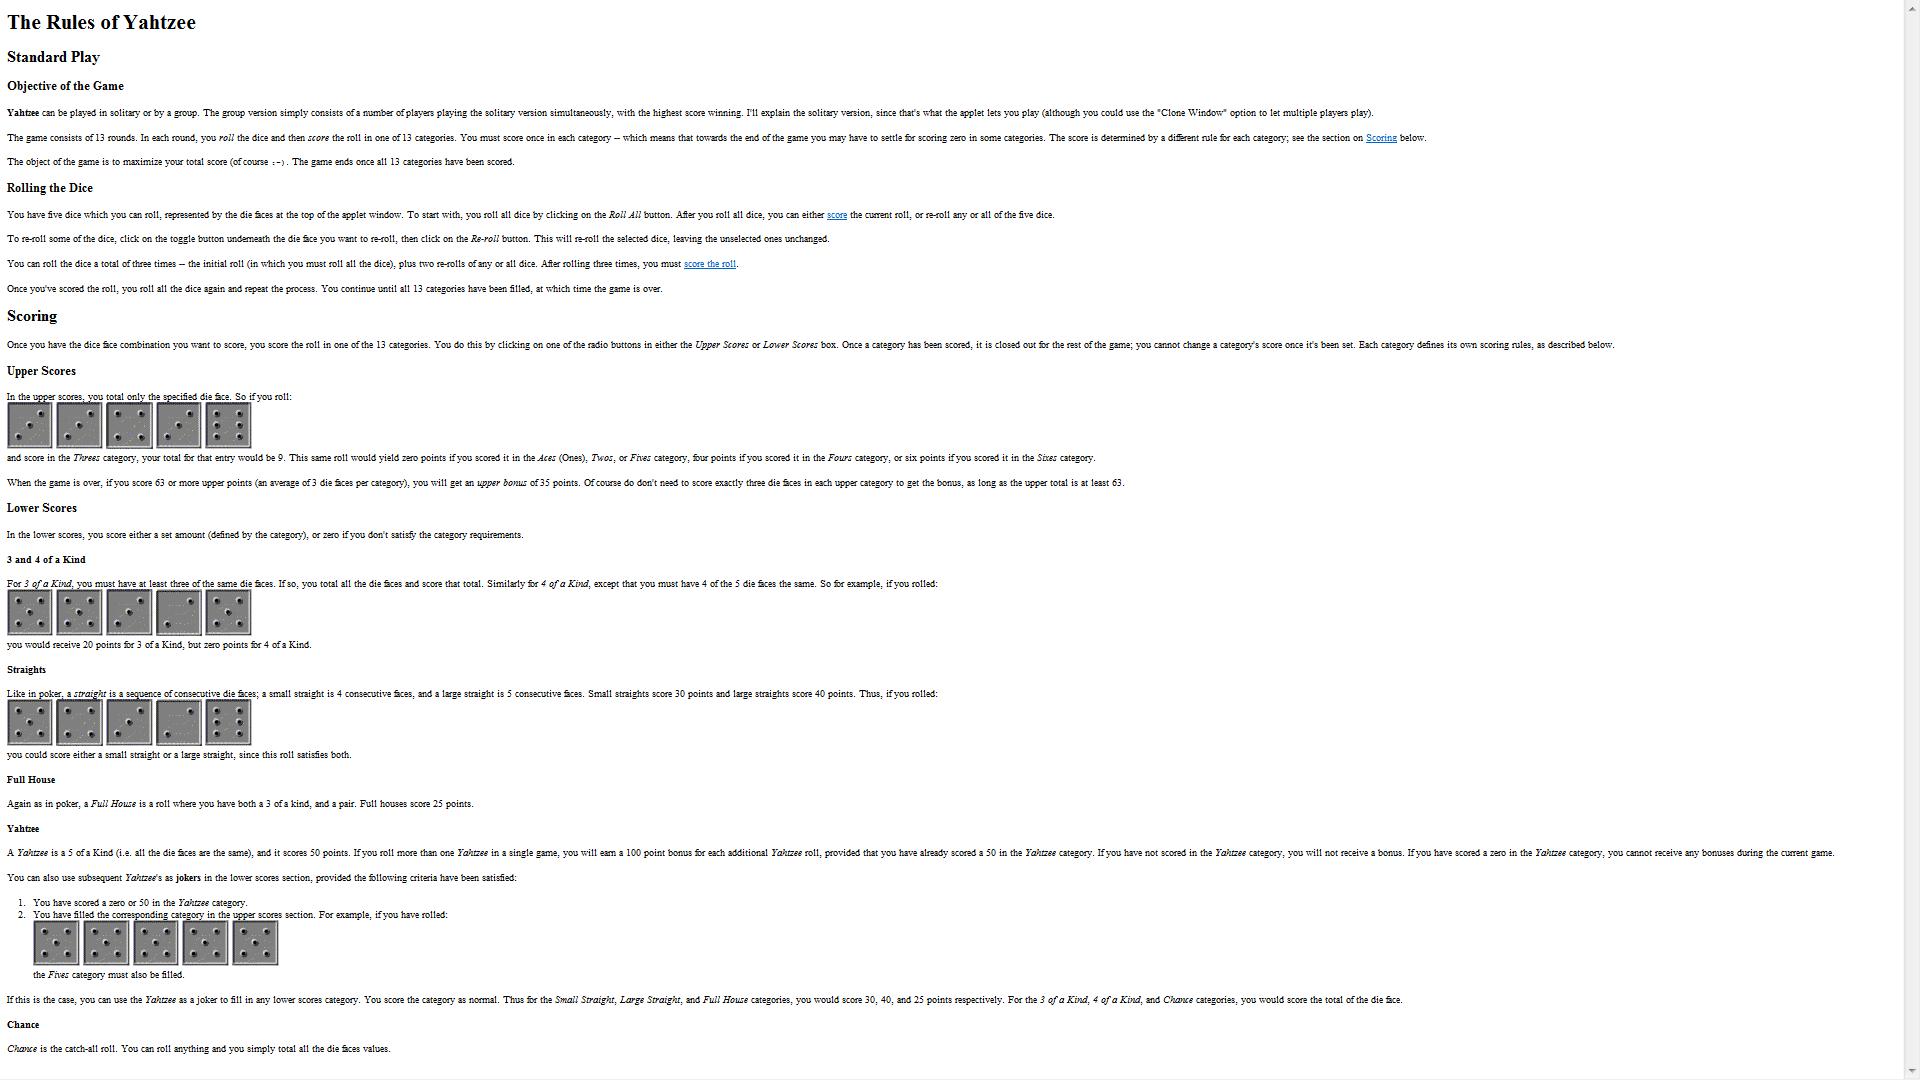 The Rules of Yahtzee
Standard Play
Objective of the Game
Yahtzee can be played in solitary or by a group. The group version simply consists of a number of players playing the solitary version simultaneously, with the highest score winning. I'll explain the solitary version, since that's what the applet lets you play (although you could use the "Clone Window" option to let multiple players play).
The game consists of 13 rounds. In each round, you roll the dice and then score the roll in one of 13 categories. You must score once in each category -- which means that towards the end of the game you may have to settle for scoring zero in some categories. The score is determined by a different rule for each category; see the section on Scoring below.
The object of the game is to maximize your total score (of course :-). The game ends once all 13 categories have been scored.
Rolling the Dice
You have five dice which you can roll, represented by the die faces at the top of the applet window. To start with, you roll all dice by clicking on the Roll All button. After you roll all dice, you can either score the current roll, or re-roll any or all of the five dice.
To re-roll some of the dice, click on the toggle button underneath the die face you want to re-roll, then click on the Re-roll button. This will re-roll the selected dice, leaving the unselected ones unchanged.
You can roll the dice a total of three times -- the initial roll (in which you must roll all the dice), plus two re-rolls of any or all dice. After rolling three times, you must score the roll.
Once you've scored the roll, you roll all the dice again and repeat the process. You continue until all 13 categories have been filled, at which time the game is over.
Scoring
Once you have the dice face combination you want to score, you score the roll in one of the 13 categories. You do this by clicking on one of the radio buttons in either the Upper Scores or Lower Scores box. Once a category has been scored, it is closed out for the rest of the game; you cannot change a category's score once it's been set. Each category defines its own scoring rules, as described below.
Upper Scores
In the upper scores, you total only the specified die face. So if you roll:
and score in the Threes category, your total for that entry would be 9. This same roll would yield zero points if you scored it in the Aces (Ones), Twos, or Fives category, four points if you scored it in the Fours category, or six points if you scored it in the Sixes category.
When the game is over, if you score 63 or more upper points (an average of 3 die faces per category), you will get an upper bonus of 35 points. Of course do don't need to score exactly three die faces in each upper category to get the bonus, as long as the upper total is at least 63.
Lower Scores
In the lower scores, you score either a set amount (defined by the category), or zero if you don't satisfy the category requirements.
3 and 4 of a Kind
For 3 of a Kind, you must have at least three of the same die faces. If so, you total all the die faces and score that total. Similarly for 4 of a Kind, except that you must have 4 of the 5 die faces the same. So for example, if you rolled:
you would receive 20 points for 3 of a Kind, but zero points for 4 of a Kind.
Straights
Like in poker, a straight is a sequence of consecutive die faces; a small straight is 4 consecutive faces, and a large straight is 5 consecutive faces. Small straights score 30 points and large straights score 40 points. Thus, if you rolled:
you could score either a small straight or a large straight, since this roll satisfies both.
Full House
Again as in poker, a Full House is a roll where you have both a 3 of a kind, and a pair. Full houses score 25 points.
Yahtzee
A Yahtzee is a 5 of a Kind (i.e. all the die faces are the same), and it scores 50 points. If you roll more than one Yahtzee in a single game, you will earn a 100 point bonus for each additional Yahtzee roll, provided that you have already scored a 50 in the Yahtzee category. If you have not scored in the Yahtzee category, you will not receive a bonus. If you have scored a zero in the Yahtzee category, you cannot receive any bonuses during the current game.
You can also use subsequent Yahtzee's as jokers in the lower scores section, provided the following criteria have been satisfied:
1. You have scored a zero or 50 in the Yahtzee category.
2. You have filled the corresponding category in the upper scores section. For example, if you have rolled:
the Fives category must also be filled.
If this is the case, you can use the Yahtzee as a joker to fill in any lower scores category. You score the category as normal. Thus for the Small Straight, Large Straight, and Full House categories, you would score 30, 40, and 25 points respectively. For the 3 of a Kind, 4 of a Kind, and Chance categories, you would score the total of the die face.
Chance
Chance is the catch-all roll. You can roll anything and you simply total all the die faces values.